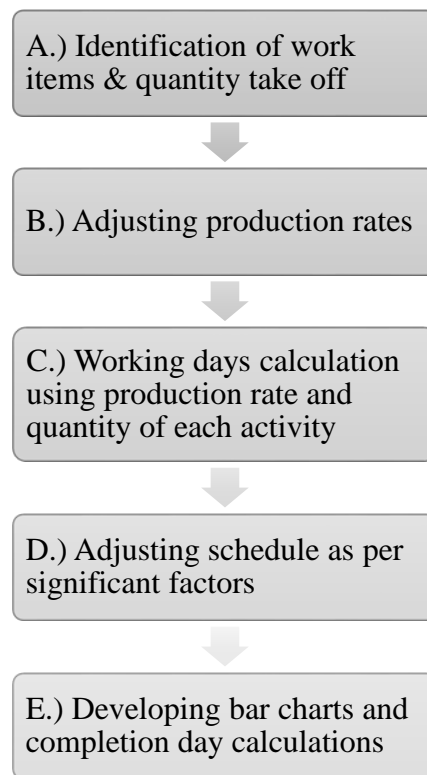 A.) Identification of work
items & quantity take off
B.) Adjusting production rates
C.) Working days calculation
using production rate and
quantity of each activity
D.) Adjusting schedule as per
significant factors
E.) Developing bar charts and
completion day calculations